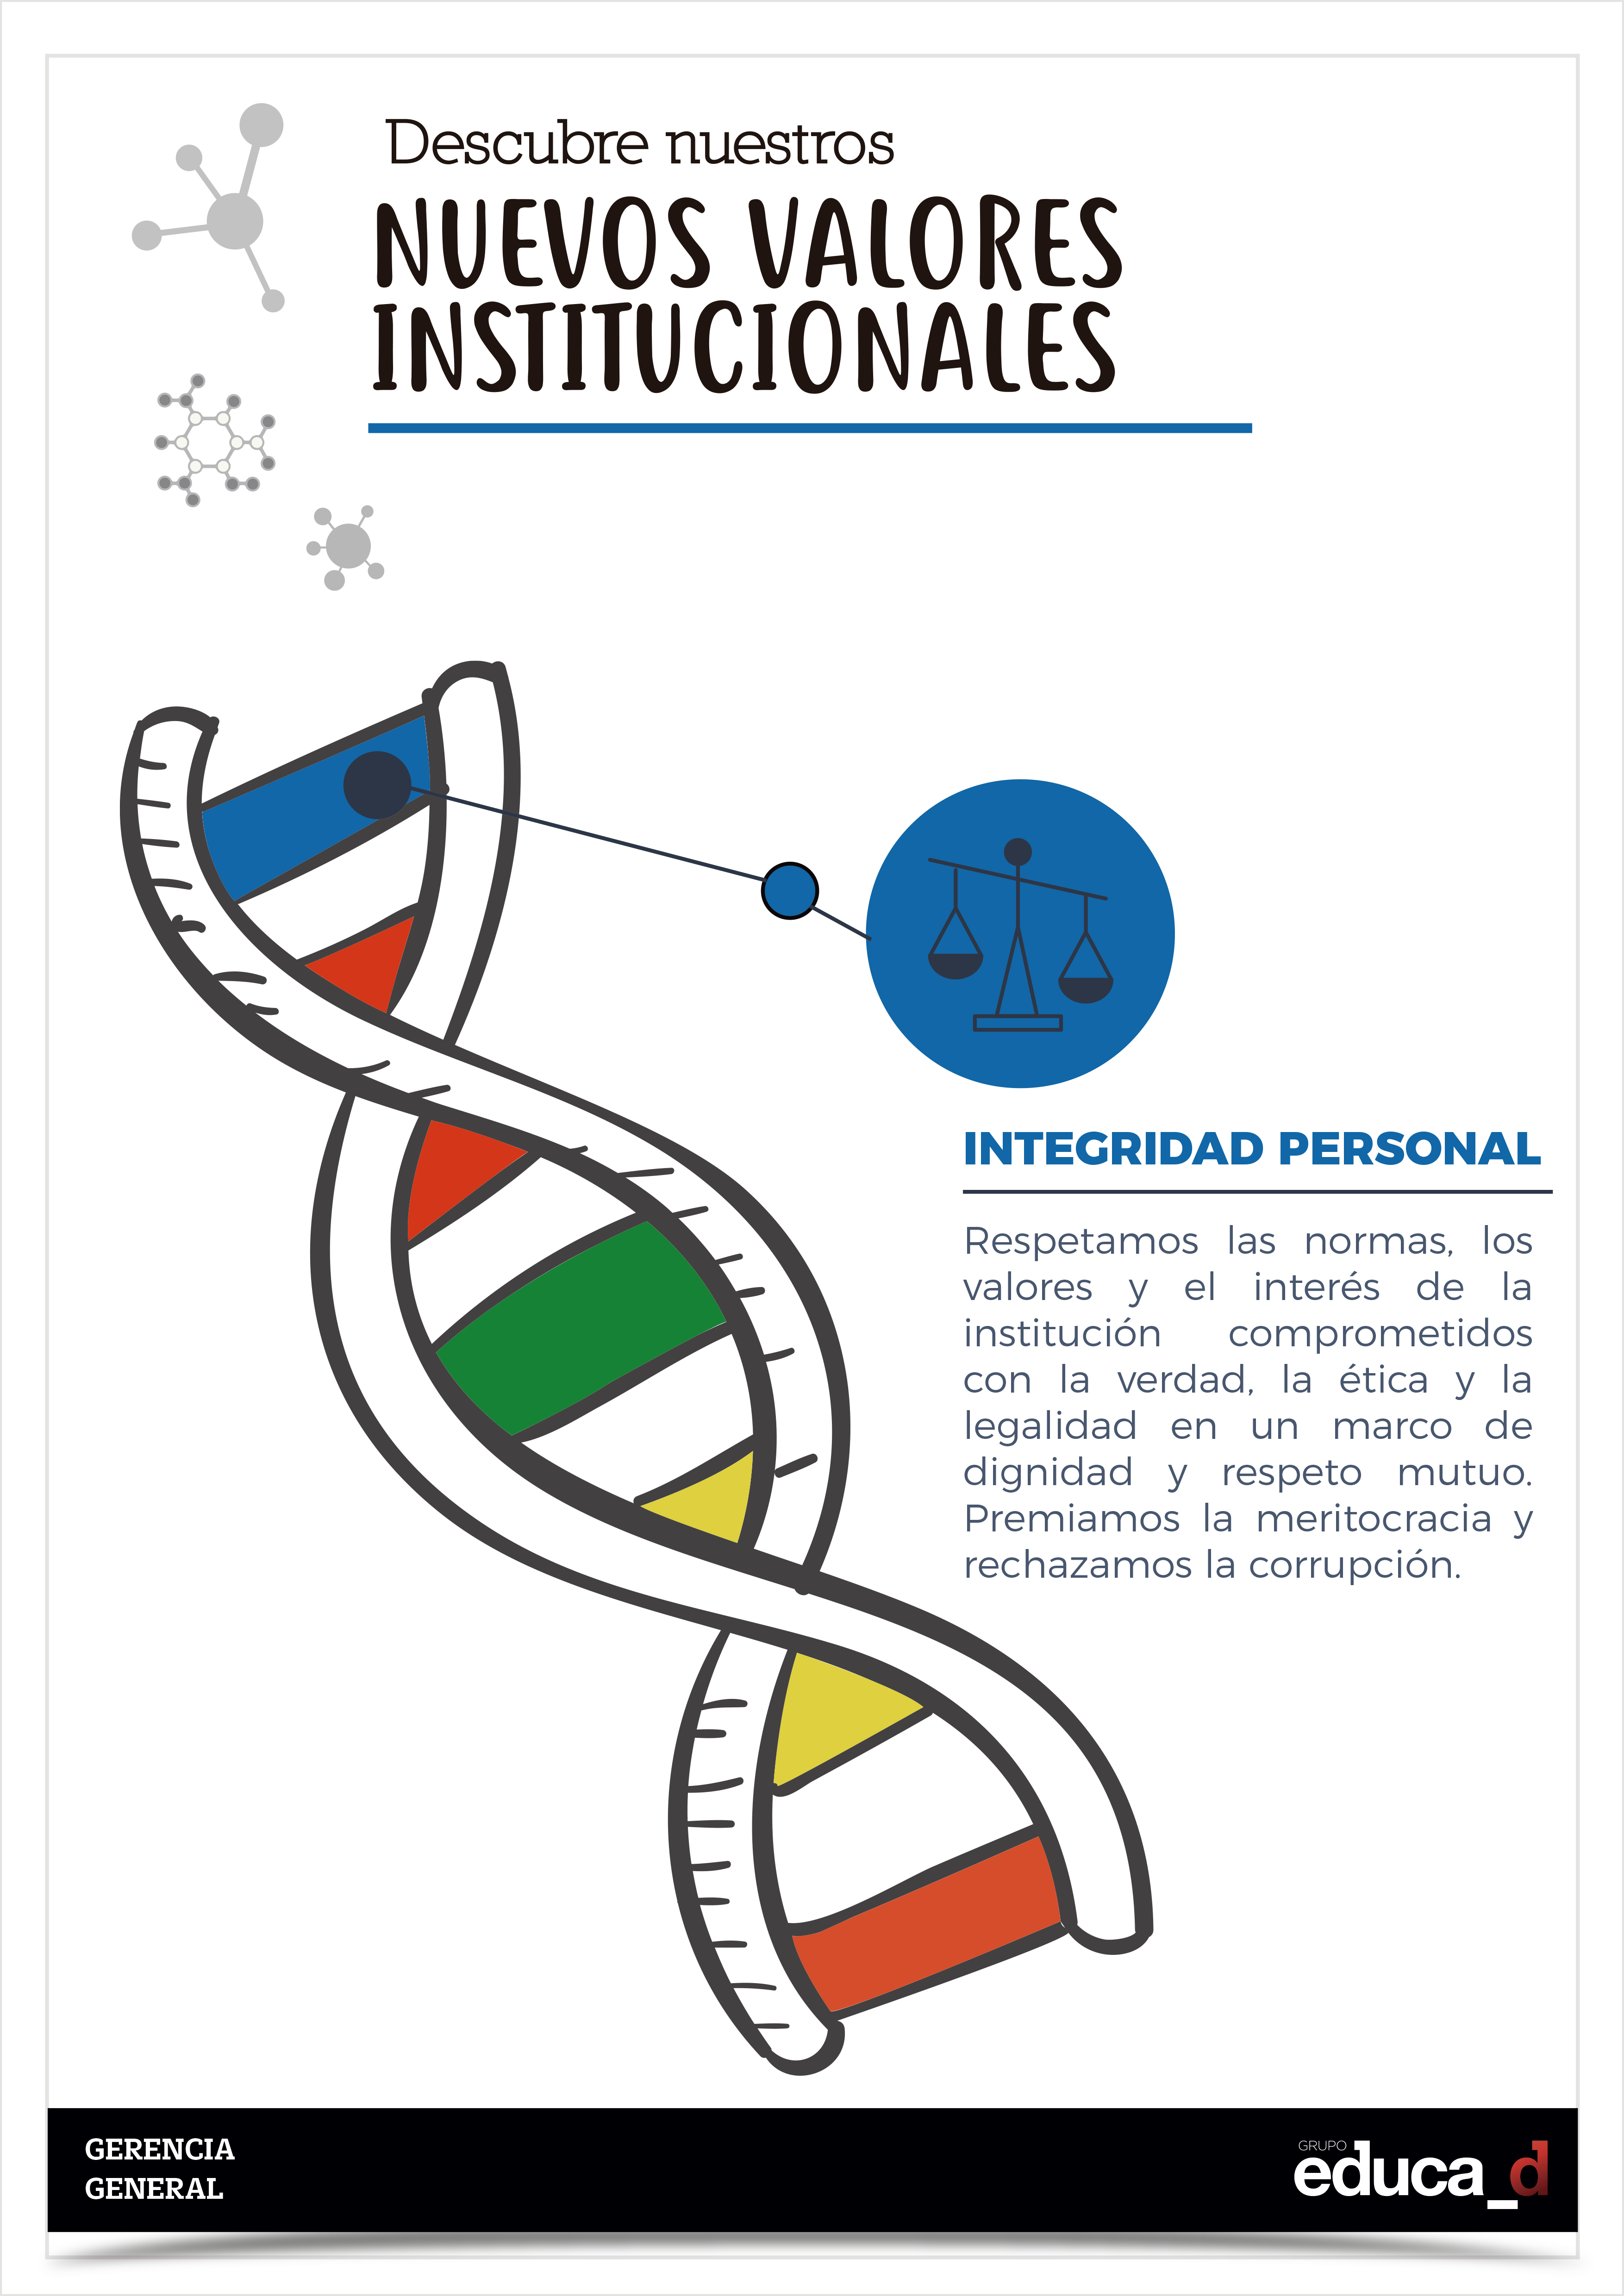 Descubre nuestros
NUEVOS VALORES
INSTITUCIONALES
INTEGRIDAD PERSONAL
Respetamos las normas, los
valores y el interés de la
institución comprometidos
con la verdad, la ética y la
legalidad en un marco de
dignidad y respeto mutuo.
Premiamos la meritocracia y
rechazamos la corrupción.
GERENCIA
GENERAL
GRUPO
educa_d